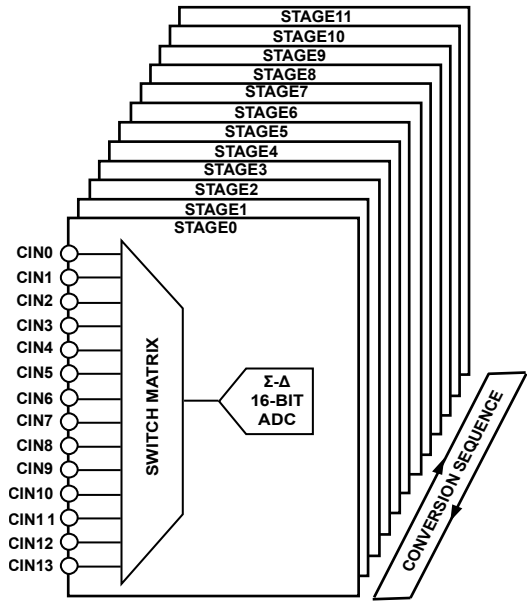 STAGE11
STAGE10
STAGE9
STAGE8
STAGE7
STAGE6
STAGE5
STAGE4
STAGE3
STAGE2
STAGE1
STAGE0
CIN0
CIN1
CIN2
CIN3
CIN4
CIN5
CIN6
CIN7
CIN8
CIN9
CIN10
CIN11
CIN12
CIN13
SWITCH MATRIX
Σ-Δ
16-BIT
ADC
CONVERSION SEQUENCE